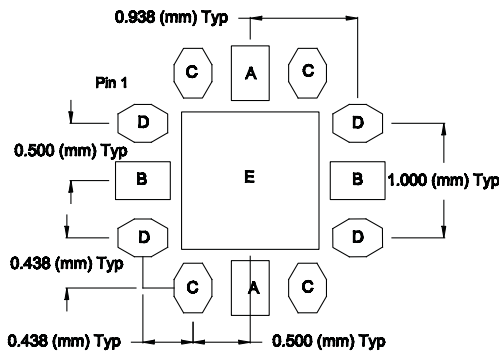 0.938 (mm) Typ
C A C
Pin 1
D D
0.500 (mm) Typ
B E B
1.000 (mm) Typ
D D
0.438 (mm) Typ
C A C
0.438 (mm) Typ 0.500 (mm) Typ